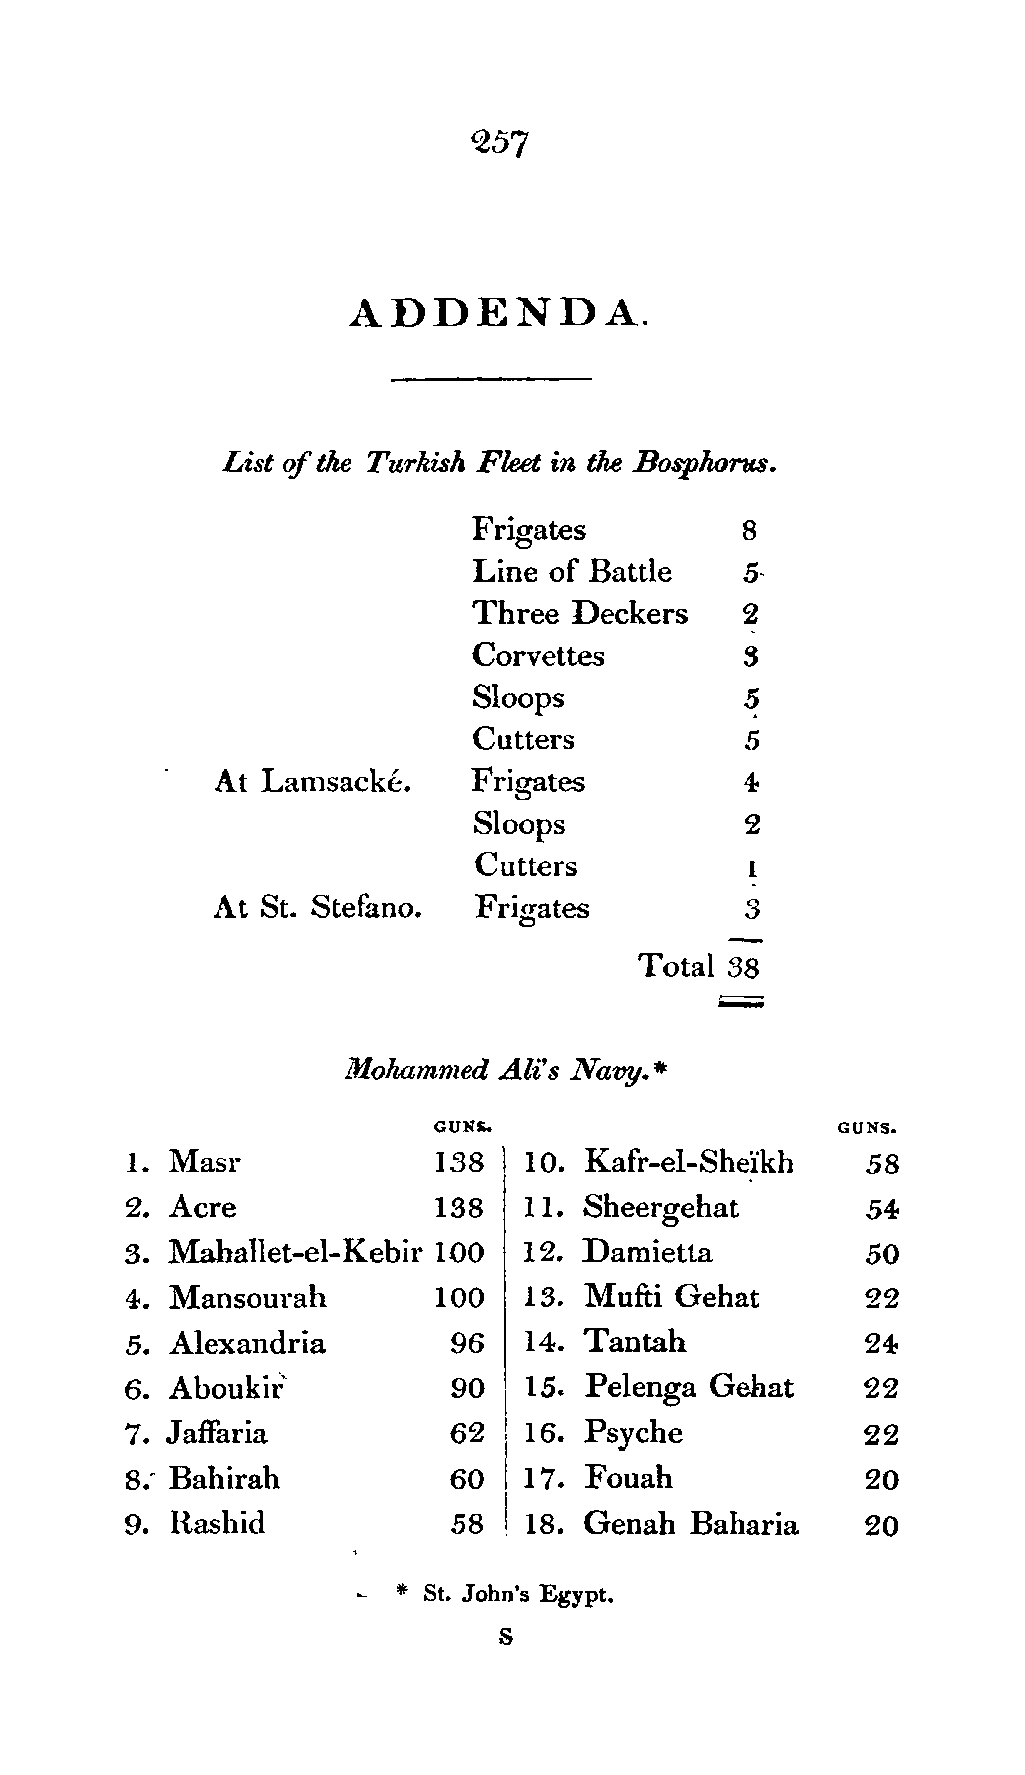 257
ADDENDA.
List of the Turkish Fleet in the Bosphorus.
Frigates 8
Line of Battle 5
Three Deckers 2
Corvettes 3
Sloops 5
Cutters 5
At Lamsacké. Frigates 4
Sloops 2
Cutters 1
At St. Stefano. Frigates 3
Total 38
Mohammed Ali's Navy.*
GUNS.
1. Masr 138
2. Acre 138
3. Mahallet-el-Kebir 100
4. Mansourah 100
5. Alexandria 96
6. Aboukir 90
7. Jaffaria 62
8. Bahirah 60
9. Rashid 58
GUNS.
10. Kafr-el-Sheïkh 58
11. Sheergehat 54
12. Damietta 50
13. Mufti Gehat 22
14. Tantah 24
15. Pelenga Gehat 22
16. Psyche 22
17. Fouah 20
18. Genah Baharia 20
* St. John's Egypt.
S